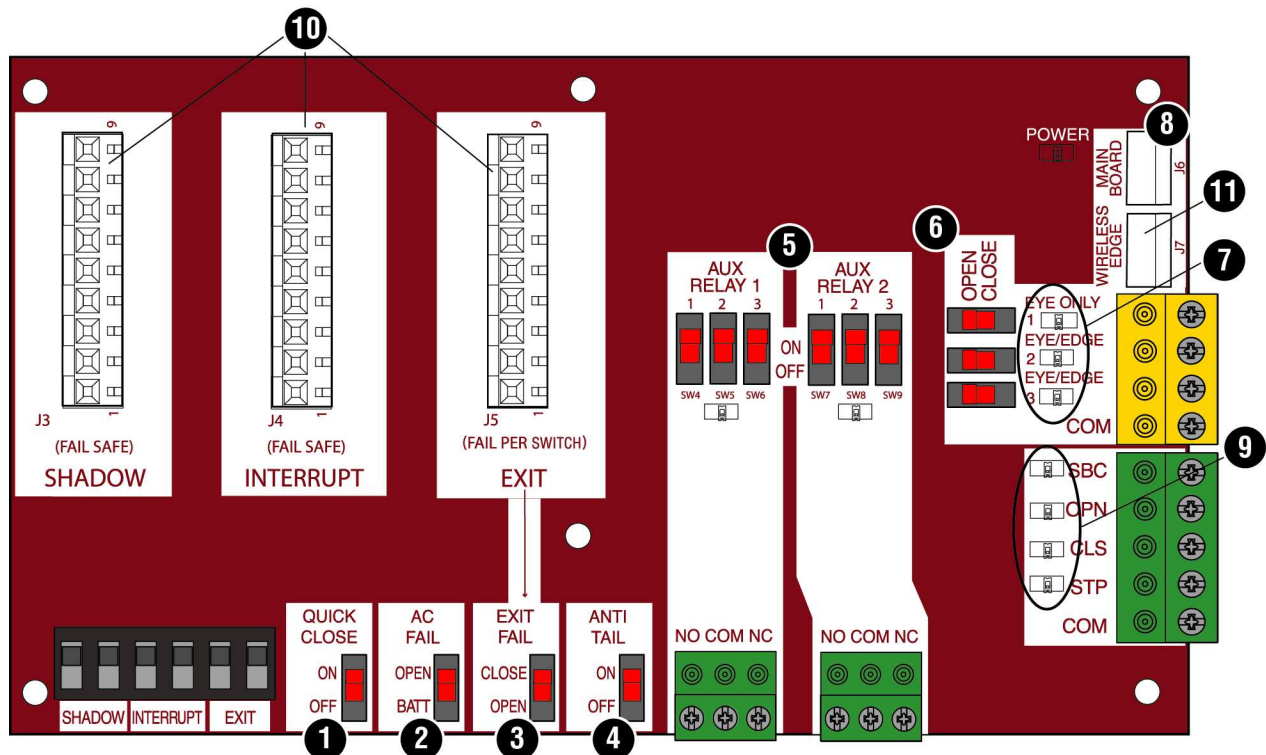 10
9
9
9
1
1
1
J3
J4
J5
(FAIL SAFE)
(FAIL SAFE)
(FAIL PER SWITCH)
SHADOW
INTERRUPT
EXIT
POWER
8
MAIN
BOARD
J6
11
WIRELESS
EDGE
J7
7
6
OPEN
CLOSE
5
AUX
RELAY 1
1 2 3
SW4 SW5 SW6
AUX
RELAY 2
1 2 3
SW7 SW8 SW9
ON
OFF
EYE ONLY
1
EYE/EDGE
2
EYE/EDGE
3
COM
9
SBC
OPN
CLS
STP
COM
SHADOW INTERRUPT EXIT
QUICK
CLOSE
ON
OFF
1
AC
FAIL
OPEN
BATT
2
EXIT
FAIL
CLOSE
OPEN
3
ANTI
TAIL
ON
OFF
4
NO COM NC
NO COM NC